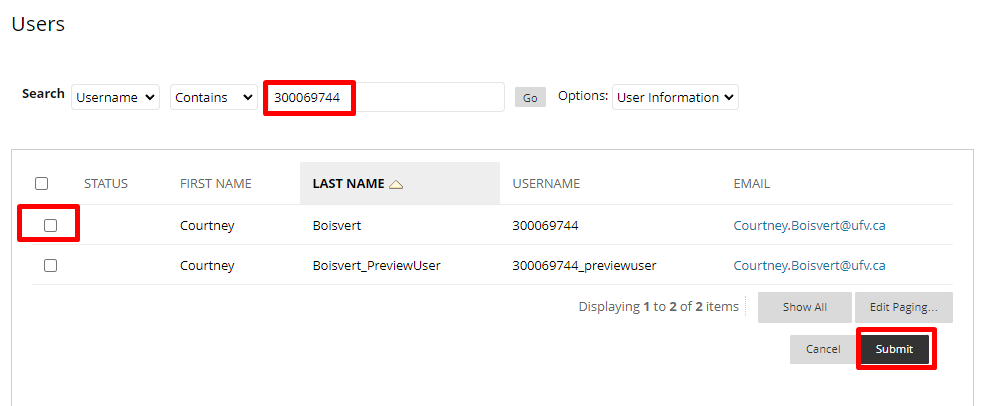 Users
Search Username Contains 300069744 Go Options: User Information
STATUS FIRST NAME LAST NAME USERNAME EMAIL
Courtney Boisvert 300069744 Courtney.Boisvert@ufv.ca
Courtney Boisvert_PreviewUser 300069744_previewuser Courtney.Boisvert@ufv.ca
Displaying 1 to 2 of 2 items Show All Edit Paging...
Cancel Submit